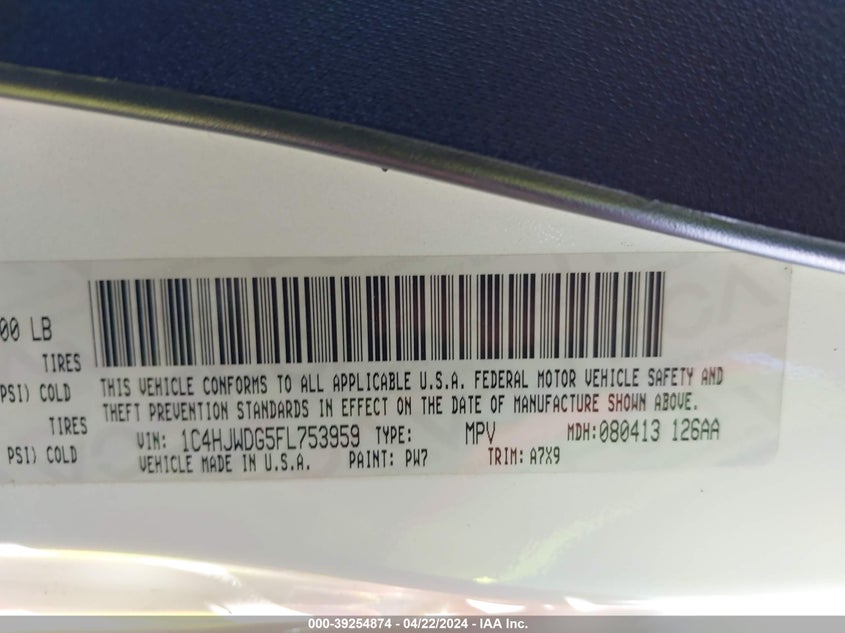 00 LB
TIRES
PSI) COLD
TIRES
PSI) COLD
THIS VEHICLE CONFORMS TO ALL APPLICABLE U.S.A. FEDERAL MOTOR VEHICLE SAFETY AND
THEFT PREVENTION STANDARDS IN EFFECT ON THE DATE OF MANUFACTURE SHOWN ABOVE.
VIN: 1C4HJWDG5FL753959 TYPE: MPV MDH: 080413 126AA
VEHICLE MADE IN U.S.A. PAINT: PW7 TRIM: A7X9
000-39254874 - 04/22/2024 - IAA Inc.